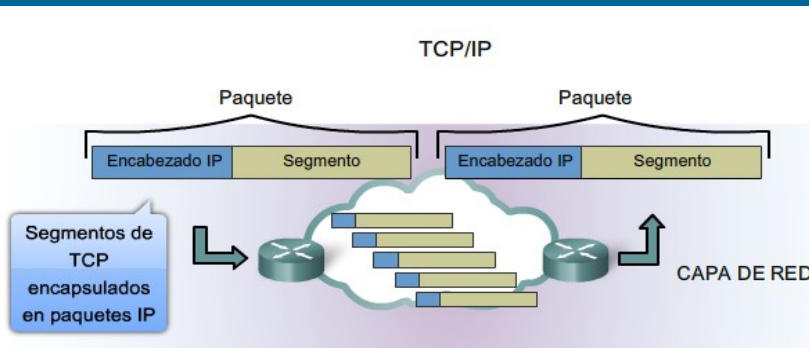 TCP/IP
Paquete
Paquete
Encabezado IP
Segmento
Encabezado IP
Segmento
Segmentos de
TCP
encapsulados
en paquetes IP
CAPA DE RED